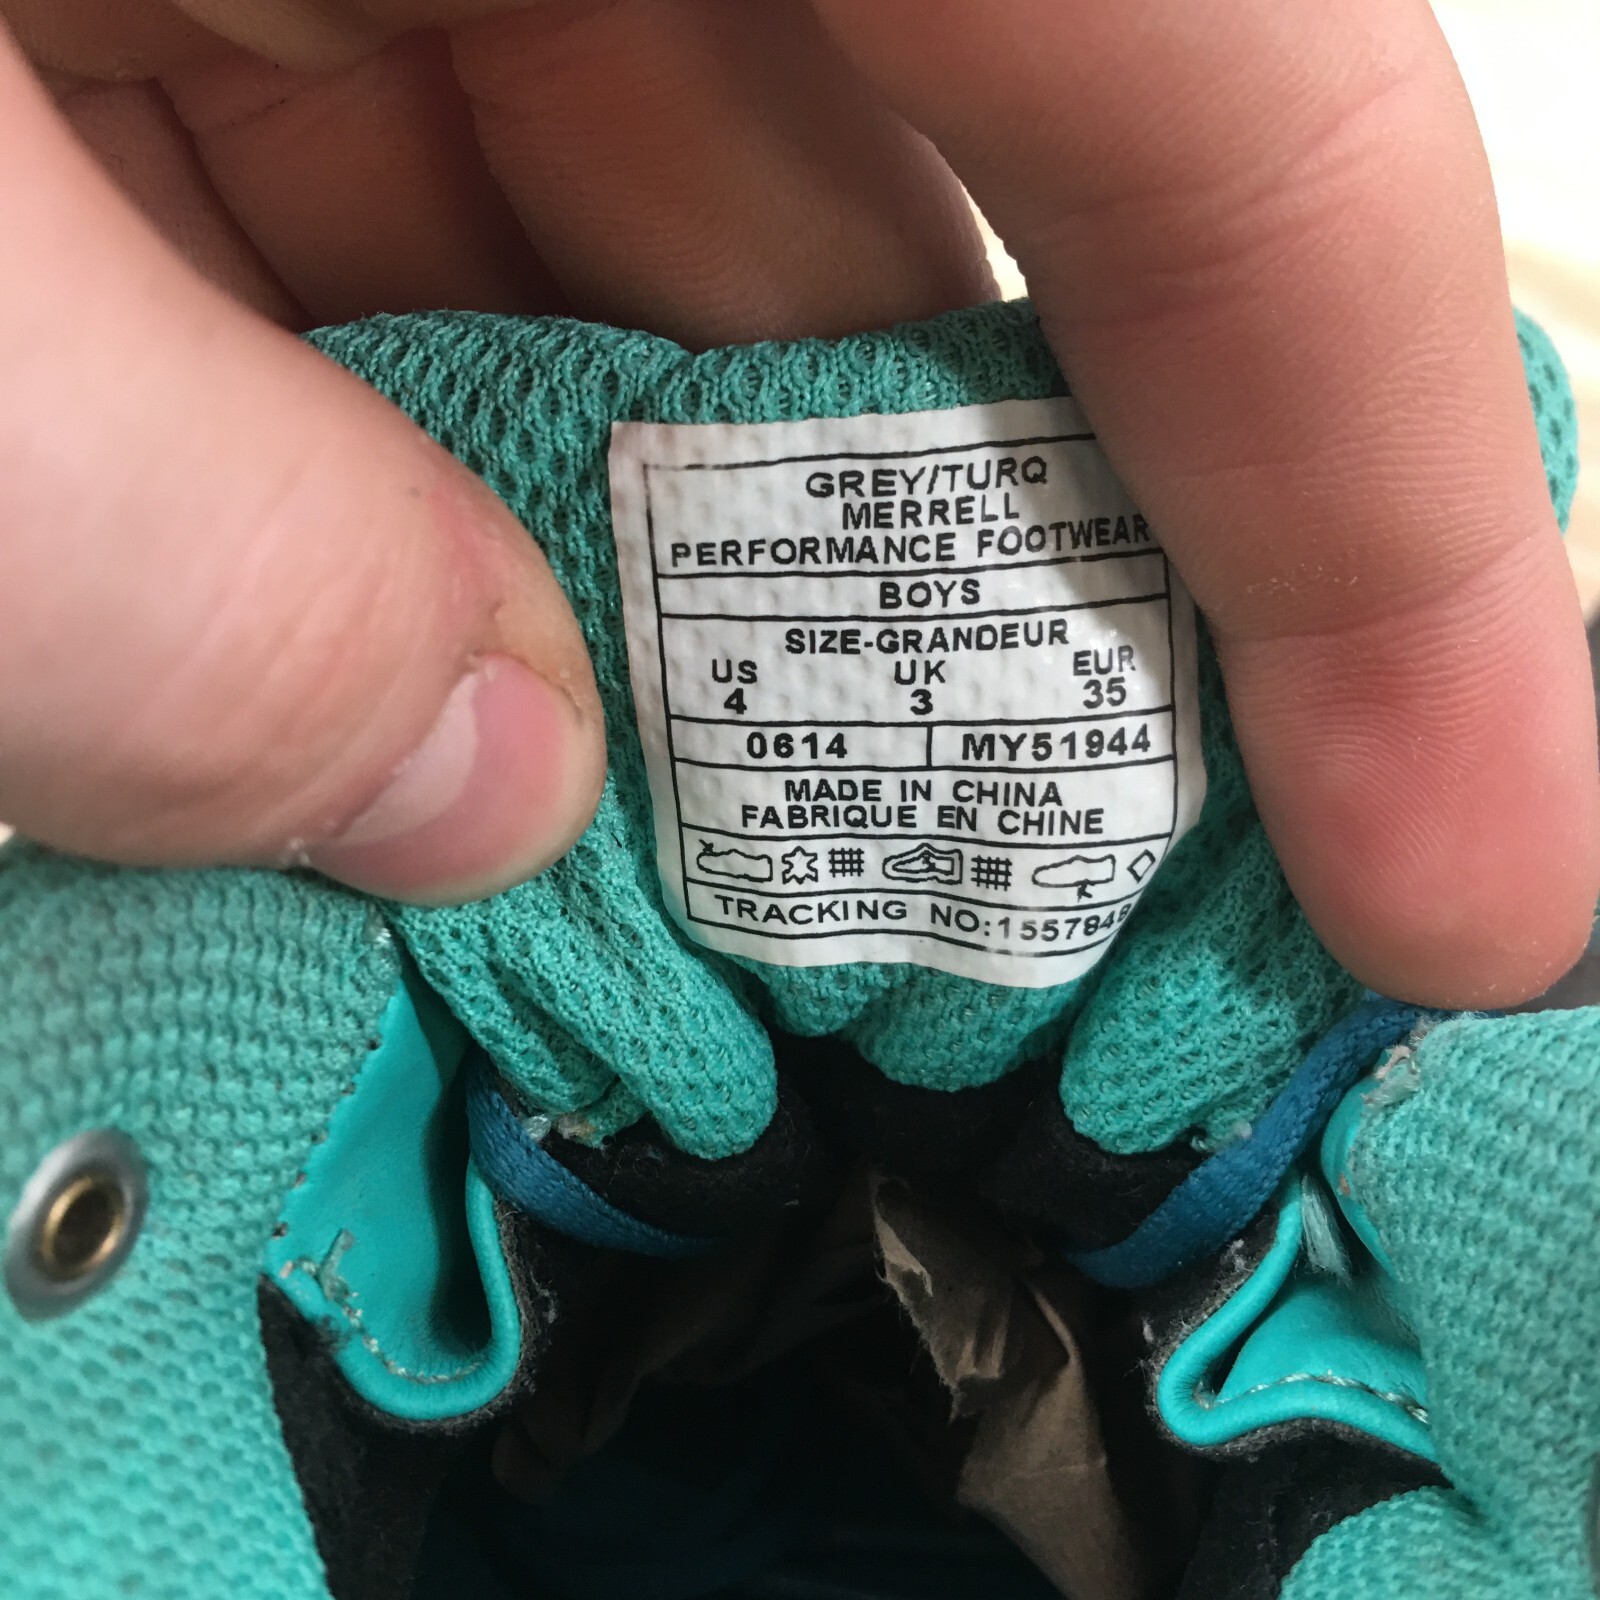 GREY/TURQ
MERRELL
PERFORMANCE FOOTWEAR
BOYS
SIZE-GRANDEUR
US UK EUR
4 3 35
0614 MY51944
MADE IN CHINA
FABRIQUE EN CHINE
TRACKING NO: